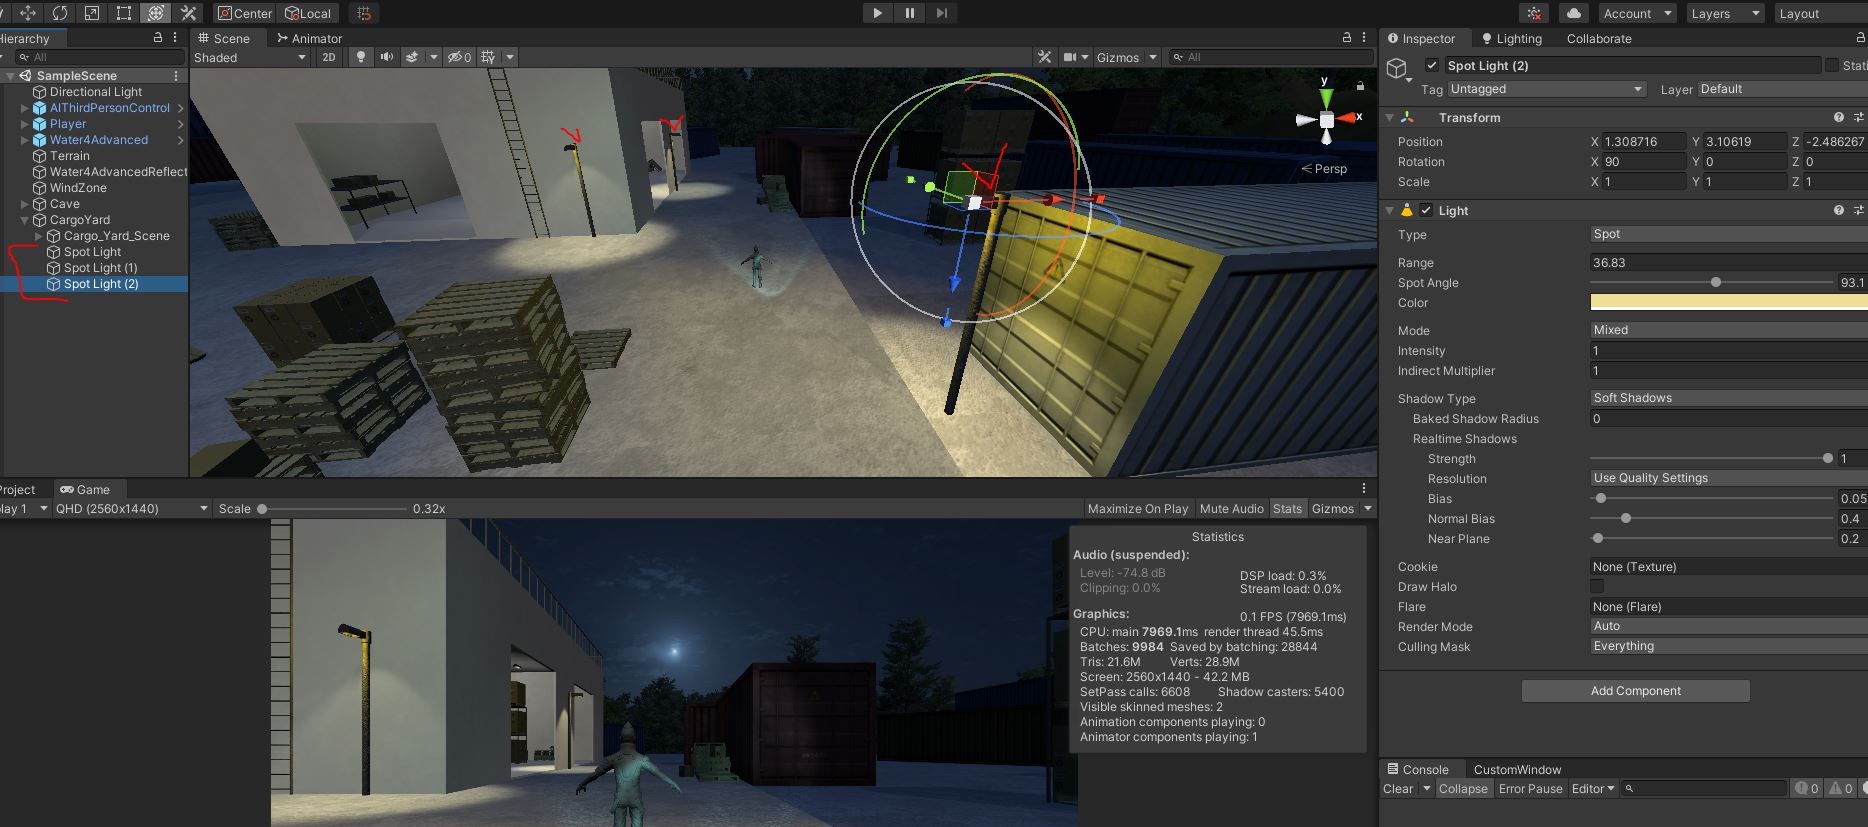 Center
Local
Account
Layers
Layout
Hierarchy
All
SampleScene
Directional Light
AIThirdPersonControl
Player
Water4Advanced
Terrain
Water4AdvancedReflect
WindZone
Cave
CargoYard
Cargo_Yard_Scene
Spot Light
Spot Light (1)
Spot Light (2)
Scene
Animator
Shaded
2D
0
Gizmos
All
y
x
Persp
Project
Game
play 1
QHD (2560x1440)
Scale
0.32x
Maximize On Play
Mute Audio
Stats
Gizmos
Statistics
Audio (suspended):
Level: -74.8 dB
DSP load: 0.3%
Clipping: 0.0%
Stream load: 0.0%
Graphics:
0.1 FPS (7969.1ms)
CPU: main 7969.1ms render thread 45.5ms
Batches: 9984 Saved by batching: 28844
Tris: 21.6M Verts: 28.9M
Screen: 2560x1440 - 42.2 MB
SetPass calls: 6608 Shadow casters: 5400
Visible skinned meshes: 2
Animation components playing: 0
Animator components playing: 1
Inspector
Lighting
Collaborate
Spot Light (2)
Stati
Tag Untagged
Layer Default
Transform
Position X 1.308716 Y 3.10619 Z -2.486267
Rotation X 90 Y 0 Z 0
Scale X 1 Y 1 Z 1
Light
Type Spot
Range 36.83
Spot Angle 93.1
Color
Mode Mixed
Intensity 1
Indirect Multiplier 1
Shadow Type Soft Shadows
Baked Shadow Radius 0
Realtime Shadows
Strength 1
Resolution Use Quality Settings
Bias 0.05
Normal Bias 0.4
Near Plane 0.2
Cookie None (Texture)
Draw Halo
Flare None (Flare)
Render Mode Auto
Culling Mask Everything
Add Component
Console
CustomWindow
Clear
Collapse
Error Pause
Editor
0
0